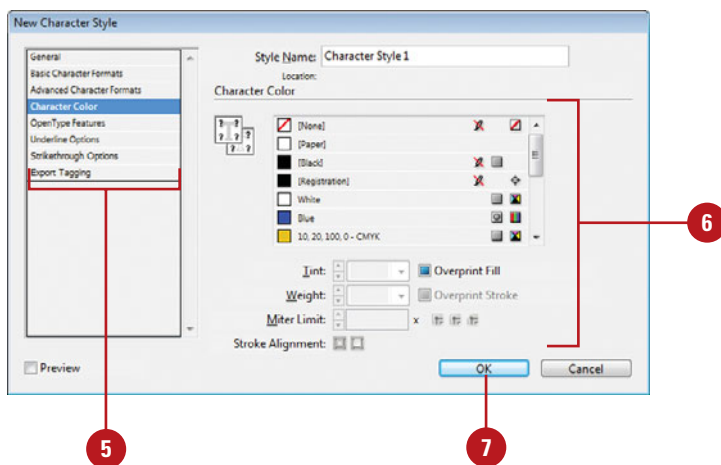 New Character Style
General
Basic Character Formats
Advanced Character Formats
Character Color
OpenType Features
Underline Options
Strikethrough Options
Export Tagging
Style Name: Character Style 1
Location:
Character Color
[None]
[Paper]
[Black]
[Registration]
White
Blue
10, 20, 100, 0 - CMYK
Tint:
Overprint Fill
Weight:
Overprint Stroke
Miter Limit:
x
Stroke Alignment:
Preview
OK
Cancel
5
6
7